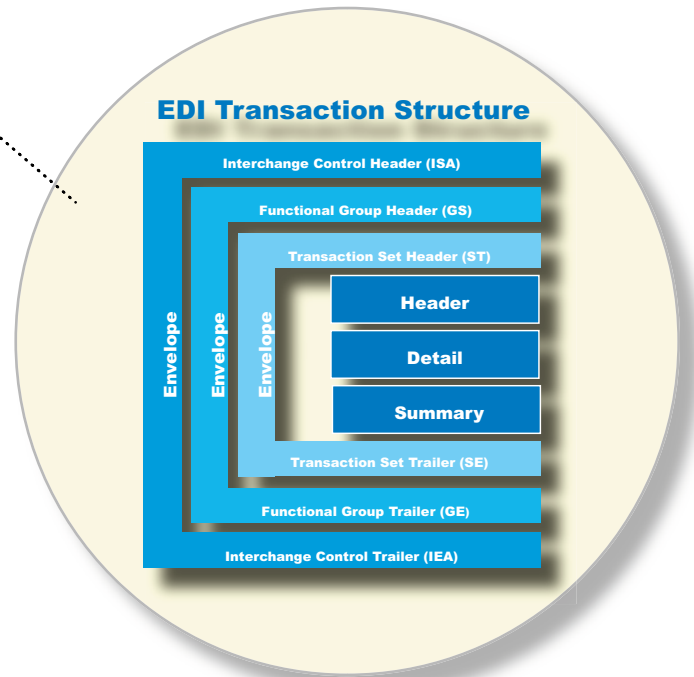 EDI Transaction Structure
Interchange Control Header (ISA)
Functional Group Header (GS)
Transaction Set Header (ST)
Envelope
Envelope
Envelope
Header
Detail
Summary
Transaction Set Trailer (SE)
Functional Group Trailer (GE)
Interchange Control Trailer (IEA)